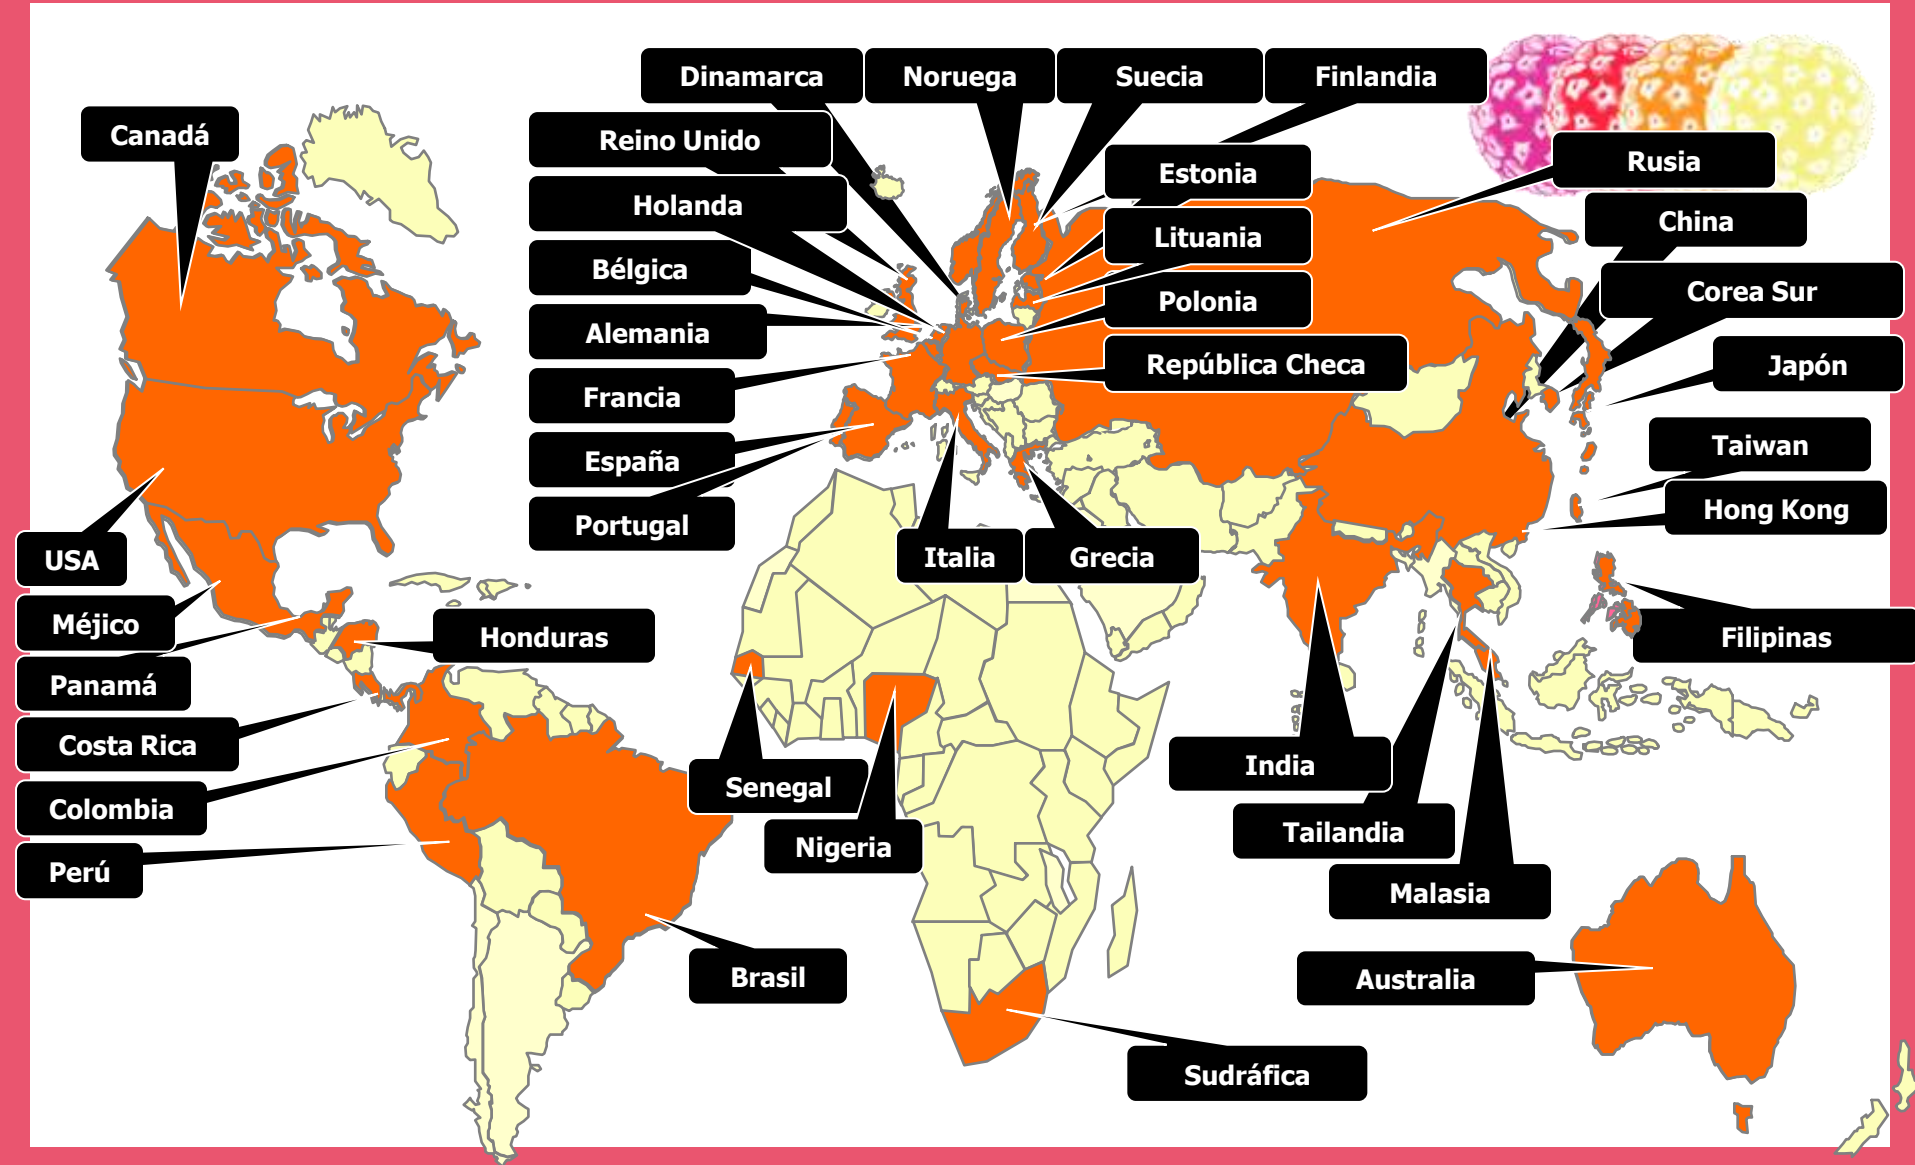 Dinamarca
Noruega
Suecia
Finlandia
Canadá
Reino Unido
Estonia
Rusia
Holanda
Lituania
China
Bélgica
Polonia
Corea Sur
Alemania
República Checa
Japón
Francia
España
Taiwan
Portugal
Hong Kong
USA
Italia
Grecia
Méjico
Honduras
Filipinas
Panamá
Costa Rica
Colombia
Senegal
India
Perú
Nigeria
Tailandia
Malasia
Brasil
Australia
Sudráfica